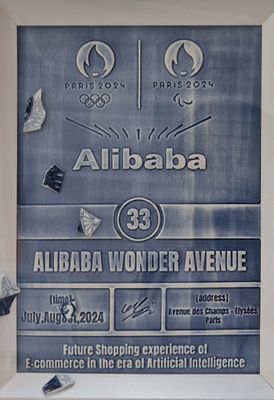 PARIS 2024 PARIS 2024
Alibaba
33
ALIBABA WONDER AVENUE
[time]
July,August,2024
[address]
Avenue des Champs - Elysées
Paris
Future Shopping experience of
E-commerce in the era of Artificial Intelligence